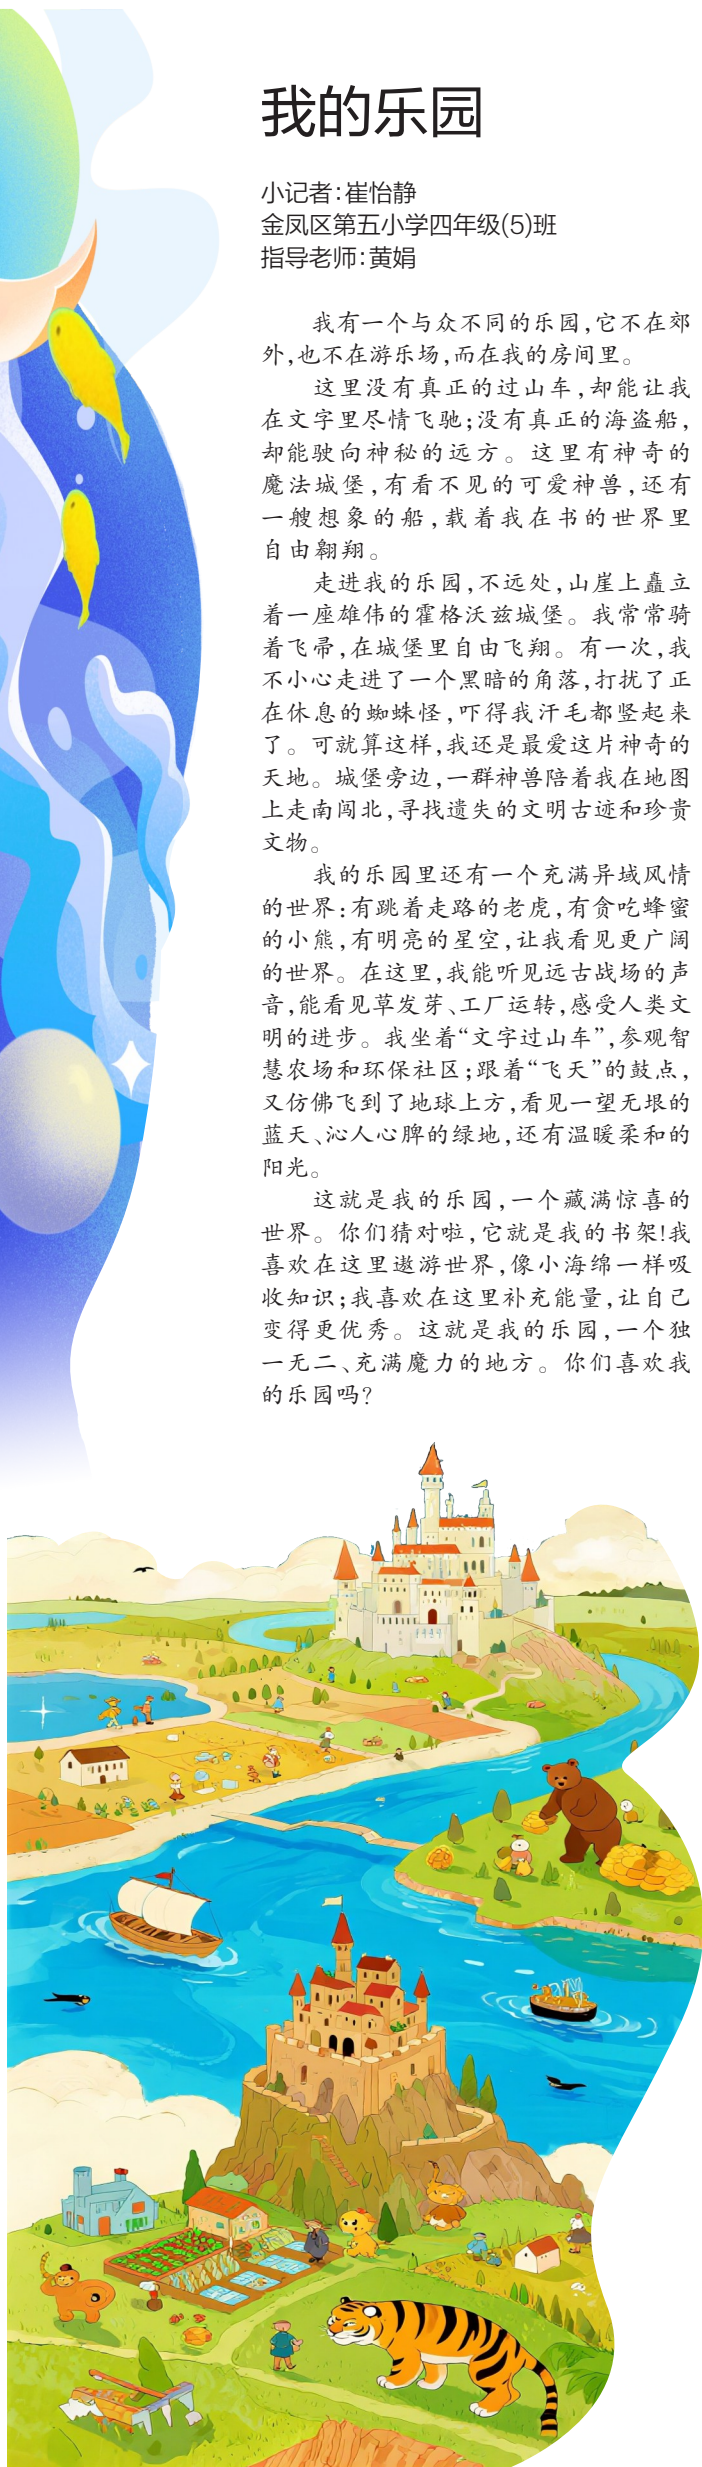 我的乐园
小记者:崔怡静
金凤区第五小学四年级(5)班
指导老师:黄娟
我有一个与众不同的乐园,它不在郊
外,也不在游乐场,而在我的房间里。
这里没有真正的过山车,却能让我
在文字里尽情飞驰;没有真正的海盗船,
却能驶向神秘的远方。这里有神奇的
魔法城堡,有看不见的可爱神兽,还有
一艘想象的船,载着我在书的世界里
自由翱翔。
走进我的乐园,不远处,山崖上矗立
着一座雄伟的霍格沃兹城堡。我常常骑
着飞帚,在城堡里自由飞翔。有一次,我
不小心走进了一个黑暗的角落,打扰了正
在休息的蜘蛛怪,吓得我汗毛都竖起来
了。可就算这样,我还是最爱这片神奇的
天地。城堡旁边,一群神兽陪着我在地图
上走南闯北,寻找遗失的文明古迹和珍贵
文物。
我的乐园里还有一个充满异域风情
的世界:有跳着走路的老虎,有贪吃蜂蜜
的小熊,有明亮的星空,让我看见更广阔
的世界。在这里,我能听见远古战场的声
音,能看见草发芽、工厂运转,感受人类文
明的进步。我坐着“文字过山车”,参观智
慧农场和环保社区;跟着“飞天”的鼓点,
又仿佛飞到了地球上方,看见一望无垠的
蓝天、沁人心脾的绿地,还有温暖柔和的
阳光。
这就是我的乐园,一个藏满惊喜的
世界。你们猜对啦,它就是我的书架!我
喜欢在这里遨游世界,像小海绵一样吸
收知识;我喜欢在这里补充能量,让自己
变得更优秀。这就是我的乐园,一个独
一无二、充满魔力的地方。你们喜欢我
的乐园吗?